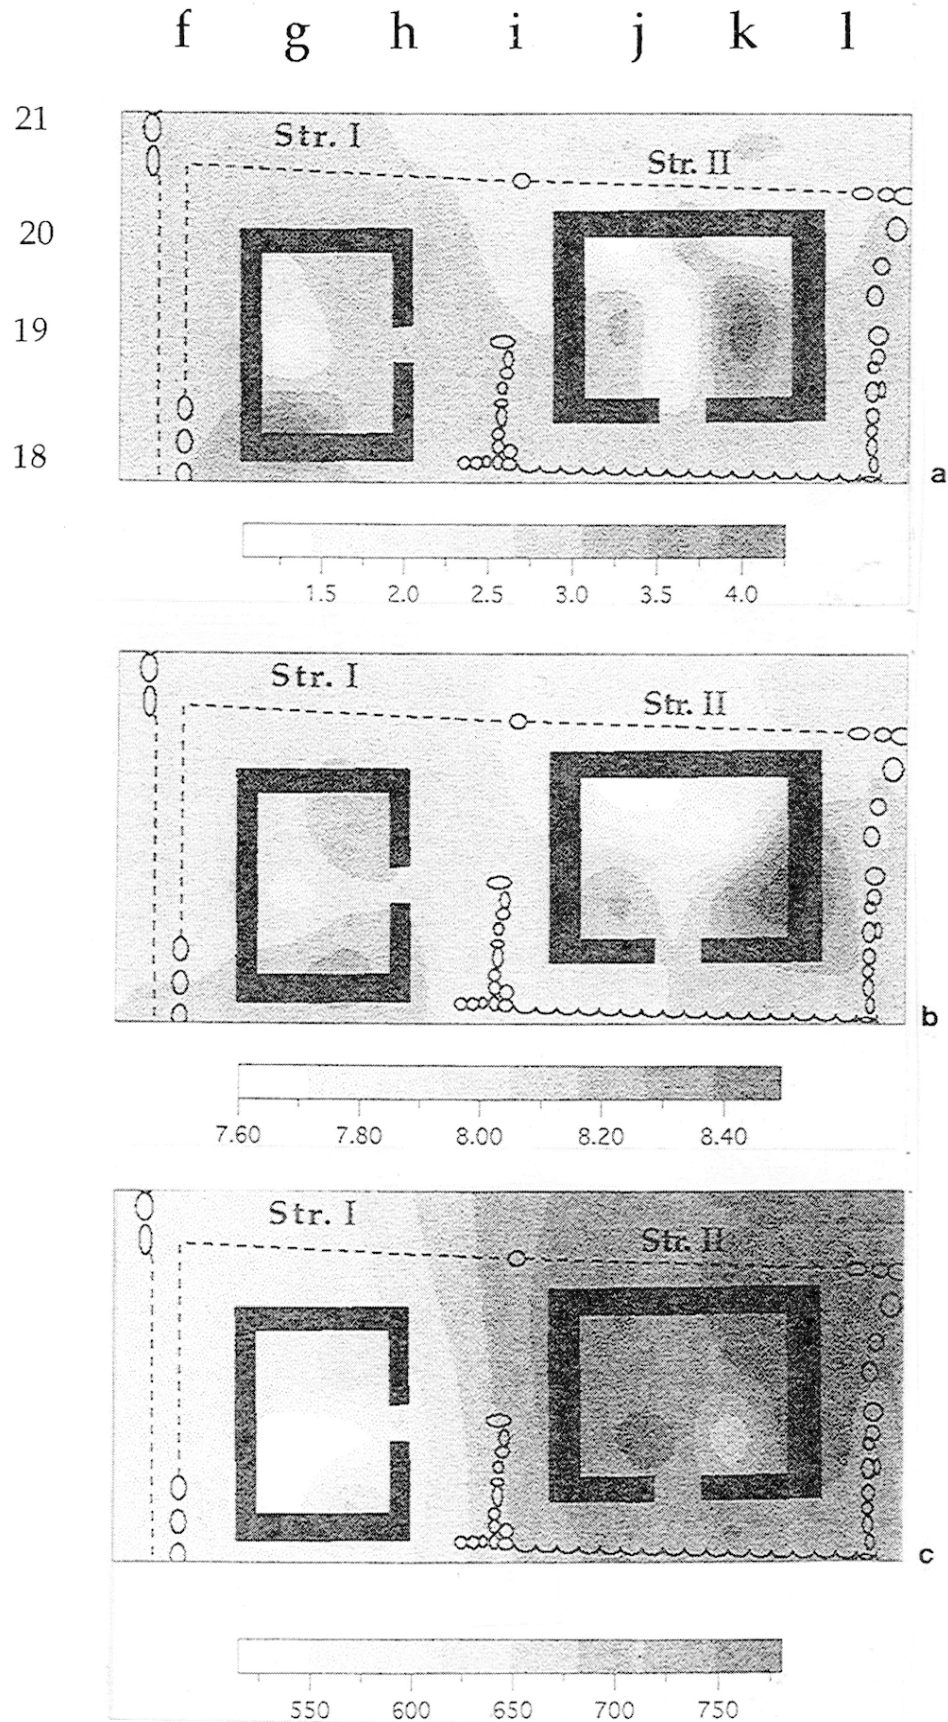 f g h i j k l
21
Str. I
Str. II
20
19
18
a
1.5 2.0 2.5 3.0 3.5 4.0
Str. I
Str. II
b
7.60 7.80 8.00 8.20 8.40
Str. I
Str. II
c
550 600 650 700 750